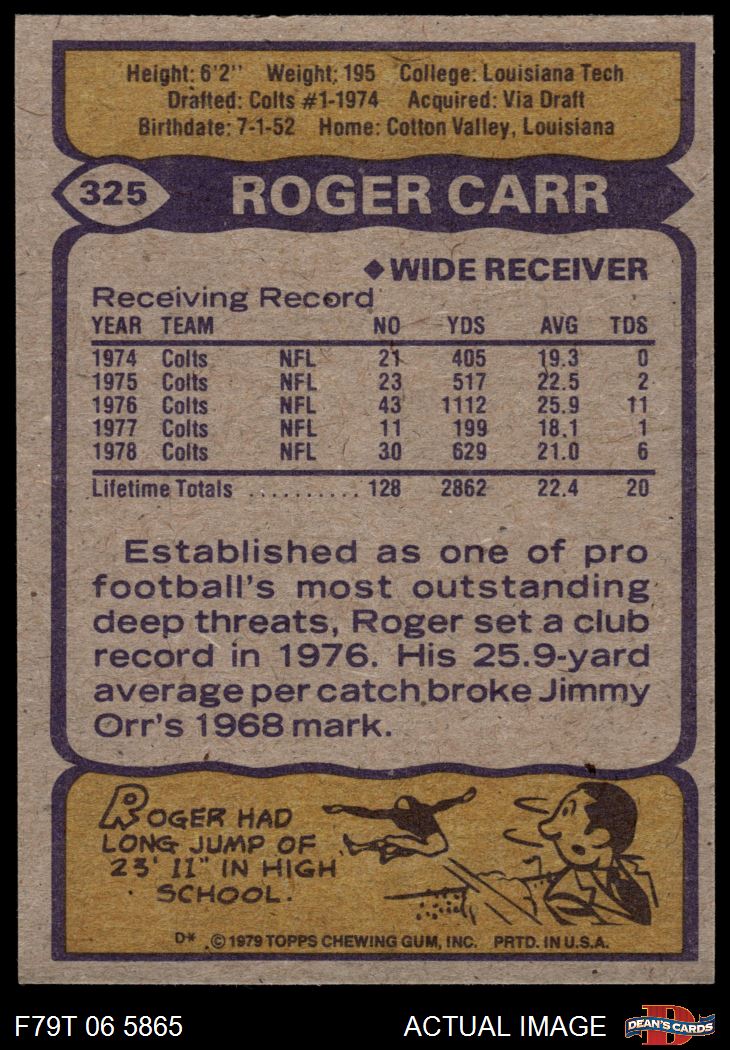 Height: 6'2" Weight: 195 College: Louisiana Tech
Drafted: Colts #1-1974 Acquired: Via Draft
Birthdate: 7-1-52 Home: Cotton Valley, Louisiana
325 ROGER CARR
◆WIDE RECEIVER
Receiving Record
YEAR TEAM NO YDS AVG TDS
1974 Colts NFL 21 405 19.3 0
1975 Colts NFL 23 517 22.5 2
1976 Colts NFL 43 1112 25.9 11
1977 Colts NFL 11 199 18.1 1
1978 Colts NFL 30 629 21.0 6
Lifetime Totals .......... 128 2862 22.4 20
Established as one of pro
football's most outstanding
deep threats, Roger set a club
record in 1976. His 25.9-yard
average per catch broke Jimmy
Orr's 1968 mark.
ROGER HAD
LONG JUMP OF
23' 11" IN HIGH
SCHOOL.
D* ©1979 TOPPS CHEWING GUM, INC. PRTD. IN U.S.A.
F79T 06 5865 ACTUAL IMAGE D DEAN'S CARDS